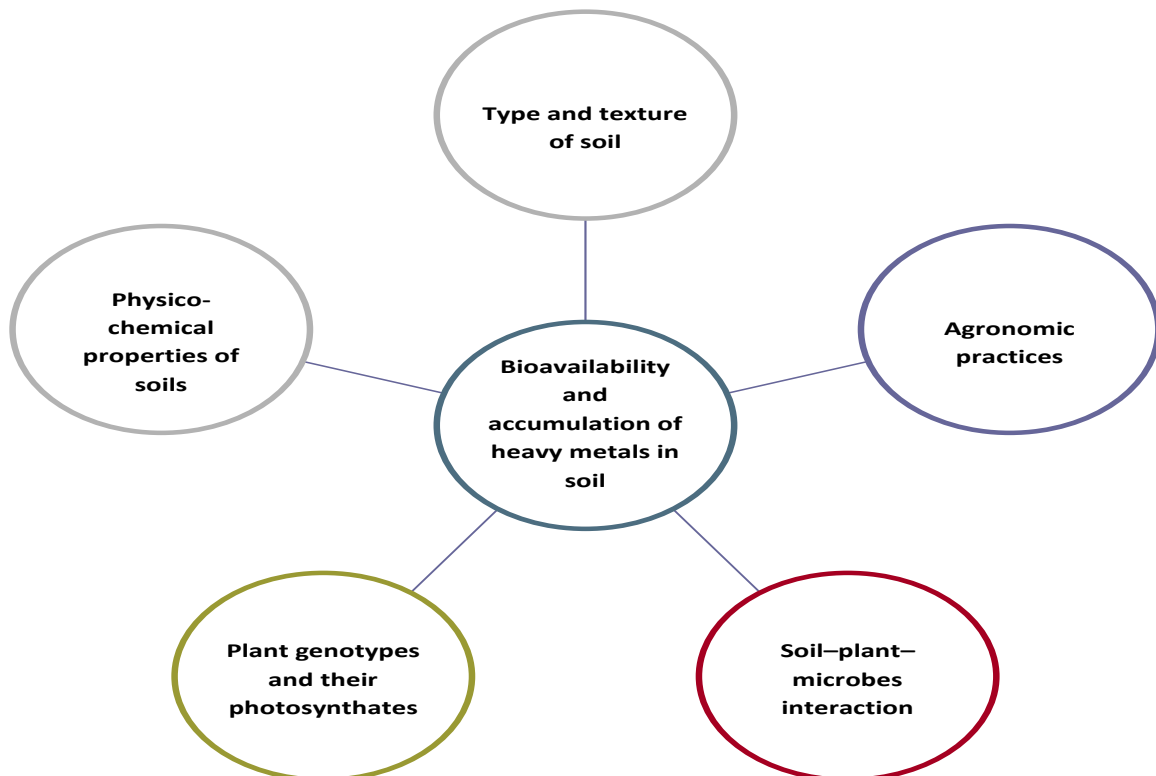 Type and texture
of soil
Physico-
chemical
properties of
soils
Agronomic
practices
Bioavailability
and
accumulation of
heavy metals in
soil
Plant genotypes
and their
photosynthates
Soil–plant–
microbes
interaction